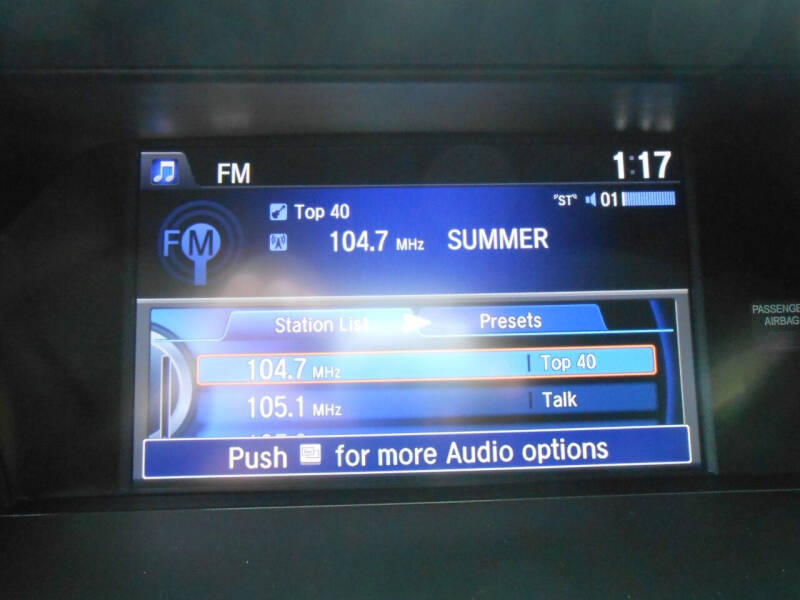 FM 1:17
"ST" 01
Top 40
FM
104.7 MHz SUMMER
Station List Presets
104.7 MHz Top 40
105.1 MHz Talk
Push for more Audio options
PASSENGE
AIRBAG